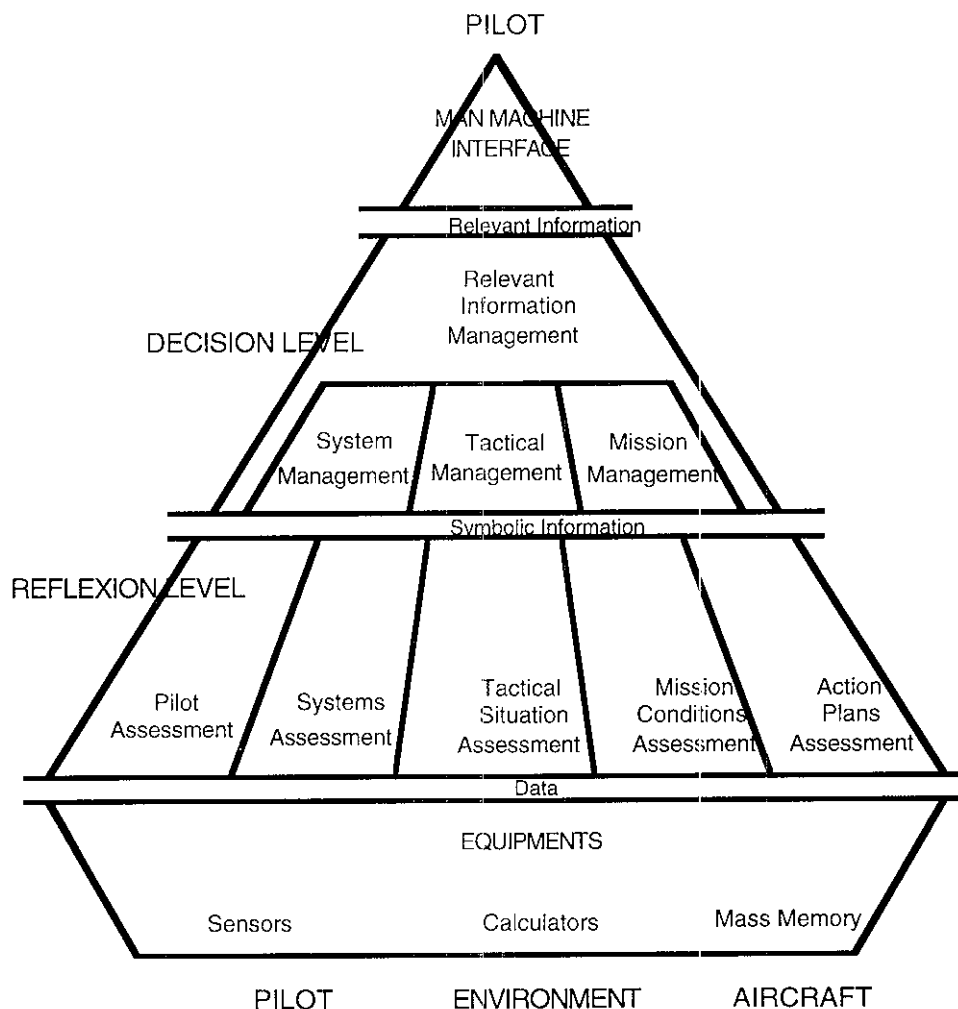 PILOT
MAN MACHINE
INTERFACE
Relevant Information
Relevant
Information
Management
DECISION LEVEL
System
Management
Tactical
Management
Mission
Management
Symbolic Information
REFLEXION LEVEL
Pilot
Assessment
Systems
Assessment
Tactical
Situation
Assessment
Mission
Conditions
Assessment
Action
Plans
Assessment
Data
EQUIPMENTS
Sensors
Calculators
Mass Memory
PILOT
ENVIRONMENT
AIRCRAFT